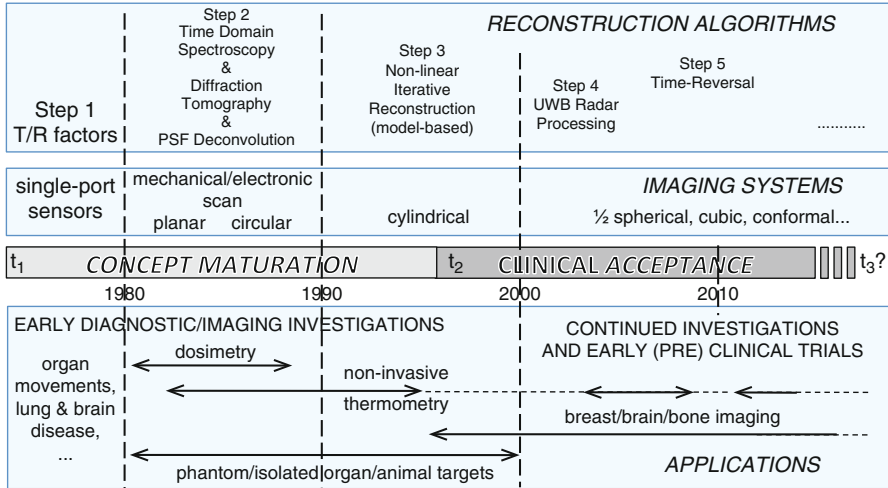 RECONSTRUCTION ALGORITHMS
Step 1
T/R factors
Step 2
Time Domain
Spectroscopy
&
Diffraction
Tomography
&
PSF Deconvolution
Step 3
Non-linear
Iterative
Reconstruction
(model-based)
Step 4
UWB Radar
Processing
Step 5
Time-Reversal
...........
IMAGING SYSTEMS
single-port
sensors
mechanical/electronic
scan
planar circular
cylindrical
½ spherical, cubic, conformal...
t1 CONCEPT MATURATION t2 CLINICAL ACCEPTANCE t3?
1980 1990 2000 2010
EARLY DIAGNOSTIC/IMAGING INVESTIGATIONS
CONTINUED INVESTIGATIONS
AND EARLY (PRE) CLINICAL TRIALS
organ
movements,
lung & brain
disease,
...
dosimetry
non-invasive
thermometry
breast/brain/bone imaging
phantom/isolated organ/animal targets
APPLICATIONS